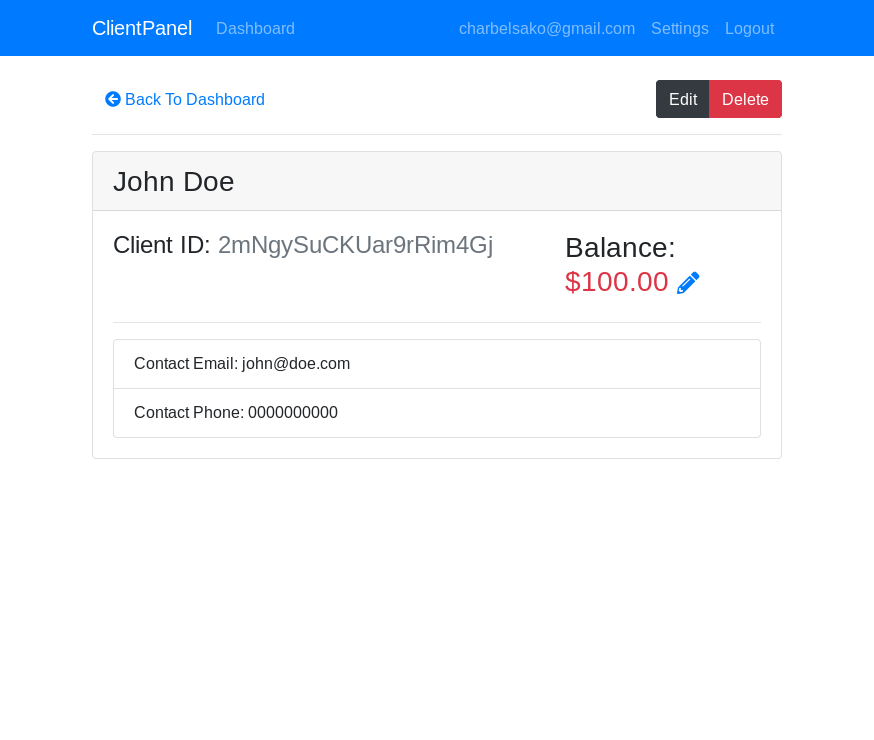 ClientPanel Dashboard charbelsako@gmail.com Settings Logout
Back To Dashboard Edit Delete
John Doe
Client ID: 2mNgySuCKUar9rRim4Gj Balance:
$100.00
Contact Email: john@doe.com
Contact Phone: 0000000000